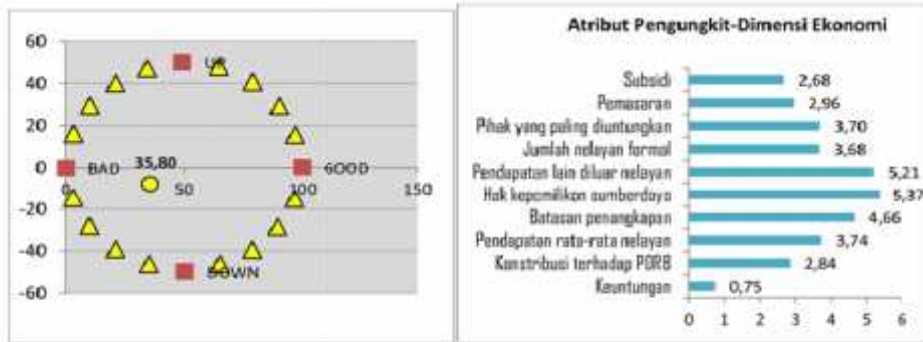 60
UP
40
20
35,80
0
BAD
GOOD
0
50
100
150
-20
-40
DOWN
-60
Atribut Pengungkit-Dimensi Ekonomi
Subsidi 2,68
Pemasaran 2,96
Pihak yang paling diuntungkan 3,70
Jumlah nelayan formal 3,68
Pendapatan lain diluar nelayan 5,21
Hak kepemilikan sumberdaya 5,37
Batasan penangkapan 4,66
Pendapatan rata-rata nelayan 3,74
Konstribusi terhadap PDRB 2,84
Keuntungan 0,75
0 1 2 3 4 5 6